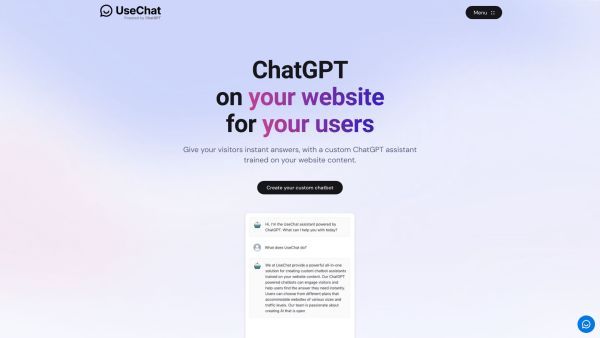 UseChat
Powered by ChatGPT
Menu
ChatGPT
on your website
for your users
Give your visitors instant answers, with a custom ChatGPT assistant
trained on your website content.
Create your custom chatbot
Hi, I'm the UseChat assistant powered by
ChatGPT. What can I help you with today?
What does UseChat do?
We at UseChat provide a powerful all-in-one
solution for creating custom chatbot assistants
trained on your website content. Our ChatGPT
powered chatbots can engage visitors and
help users find the answer they need instantly.
Users can choose from different plans that
accommodate websites of various sizes and
traffic levels. Our team is passionate about
creating AI that is open